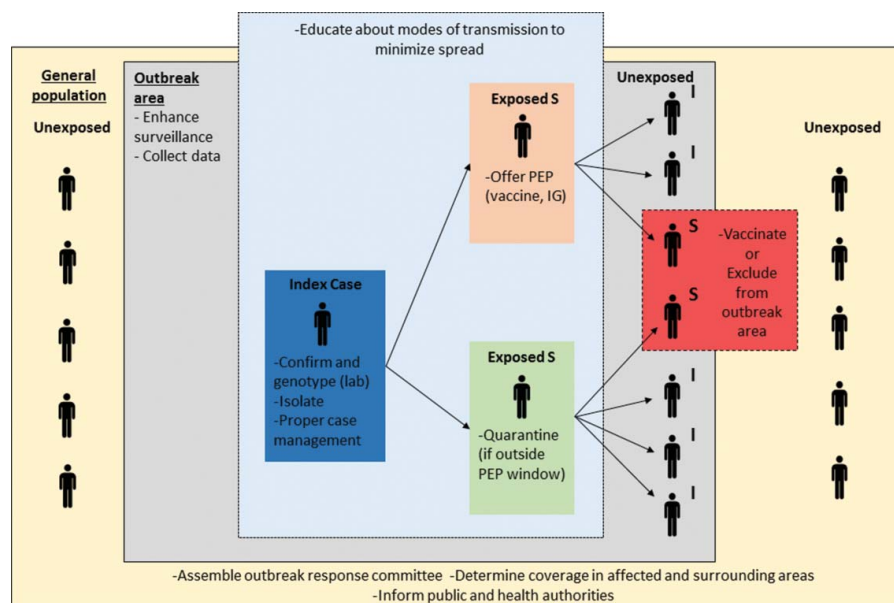 -Educate about modes of transmission to
minimize spread
General
population
Unexposed
Outbreak
area
- Enhance
surveillance
- Collect data
Index Case
-Confirm and
genotype (lab)
-Isolate
-Proper case
management
Exposed S
-Offer PEP
(vaccine, IG)
Exposed S
-Quarantine
(if outside
PEP window)
Unexposed
I
I
S
S
I
I
I
-Vaccinate
or
Exclude
from
outbreak
area
Unexposed
-Assemble outbreak response committee -Determine coverage in affected and surrounding areas
-Inform public and health authorities